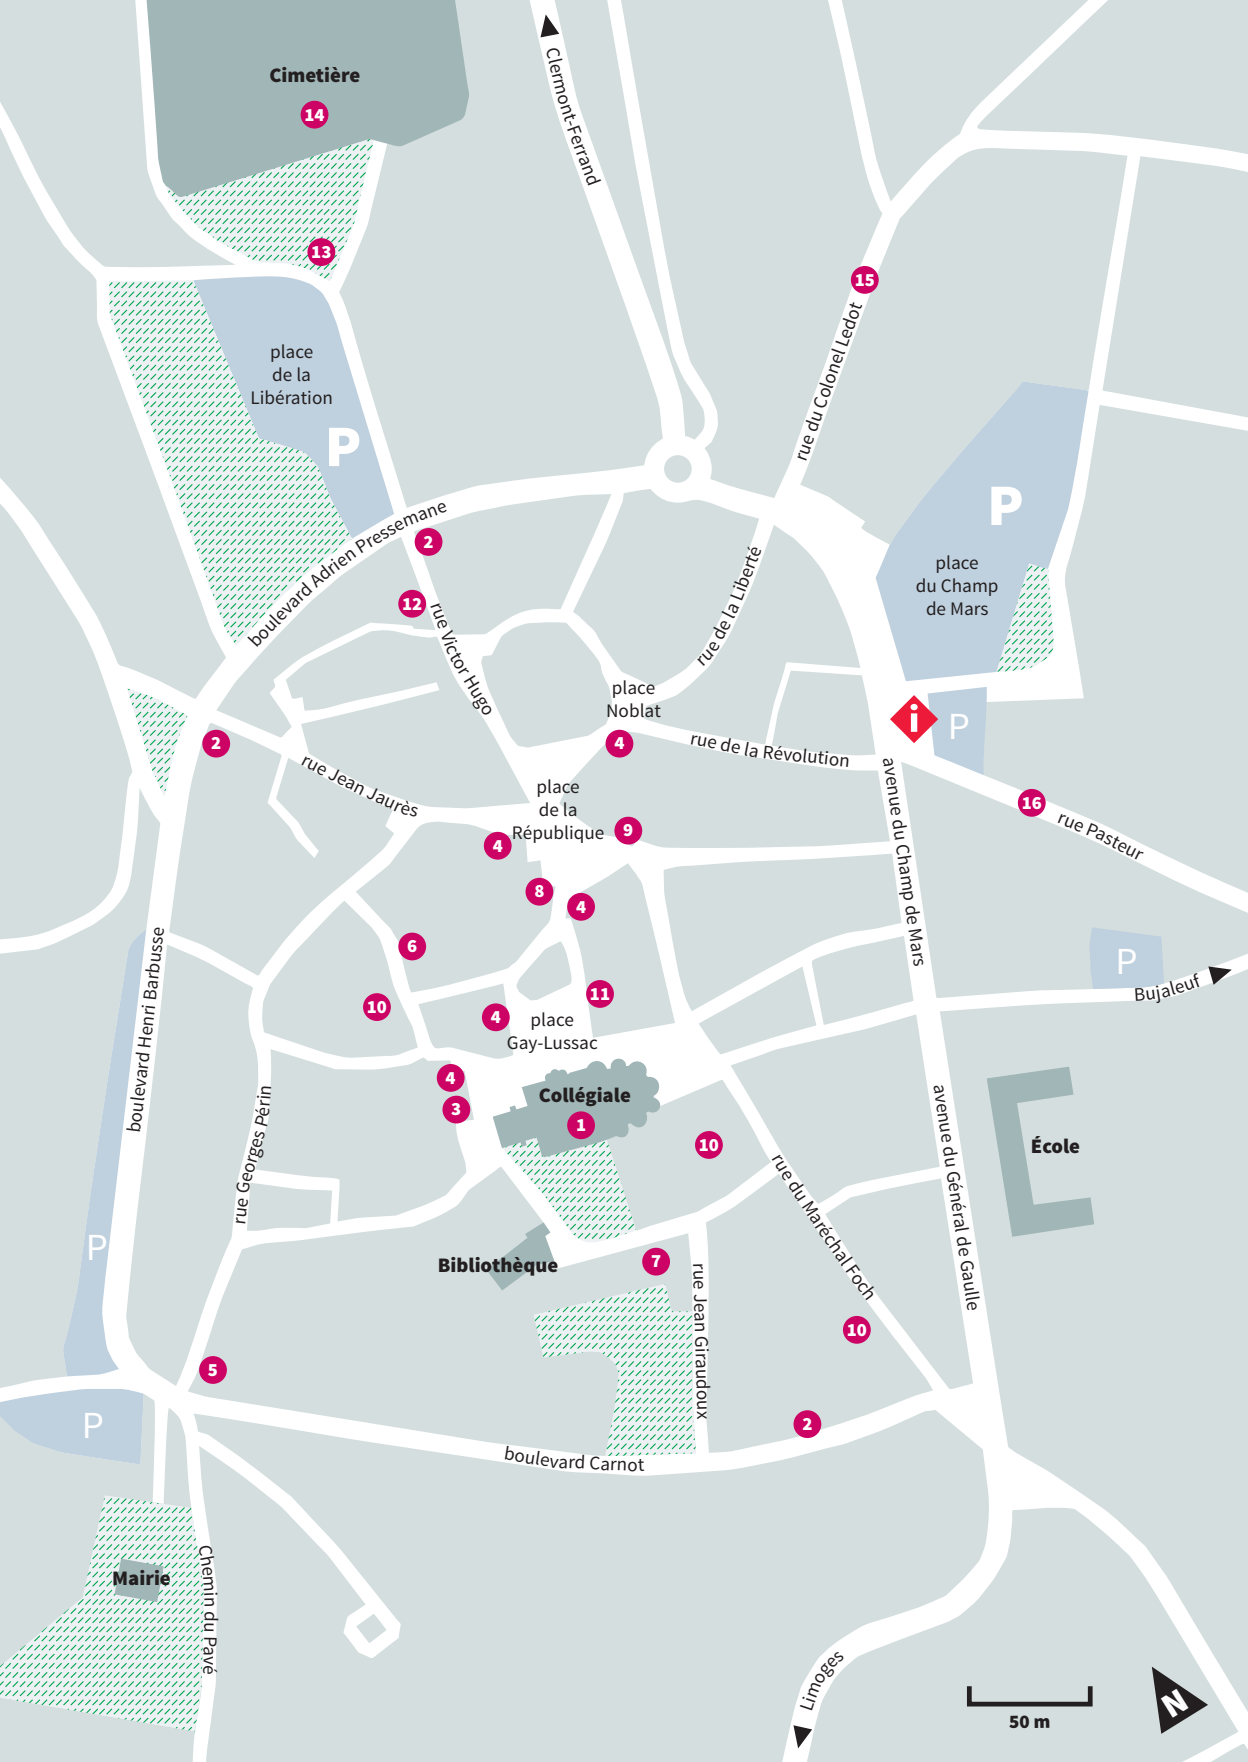 Cimetière
14
Clermont-Ferrand
13
15
place
de la
Libération
P
rue du Colonel Ledot
P
place
du Champ
de Mars
boulevard Adrien Pressemane
2
12
rue Victor Hugo
rue de la Liberté
place
Noblat
4
rue de la Révolution
i
P
2
rue Jean Jaurès
place
de la
République
9
4
avenue du Champ de Mars
16
rue Pasteur
8
4
6
10
4
11
place
Gay-Lussac
P
Bujaleuf
boulevard Henri Barbusse
4
3
Collégiale
1
10
rue Georges Périn
École
avenue du Général de Gaulle
rue du Maréchal Foch
P
Bibliothèque
7
rue Jean Giraudoux
10
5
P
2
boulevard Carnot
Mairie
Chemin du Pavé
Limoges
50 m
N